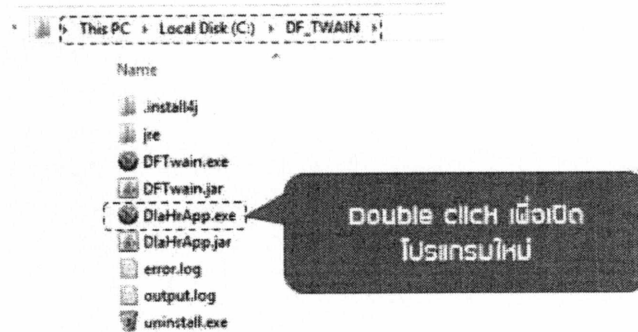 This PC Local Disk (C:) DF_TWAIN
Name
.install4j
jre
DFTwain.exe
DFTwain.jar
DlaHrApp.exe
DlaHrApp.jar
error.log
output.log
uninstall.exe
Double click เพื่อเปิด
โปรแกรมใหม่